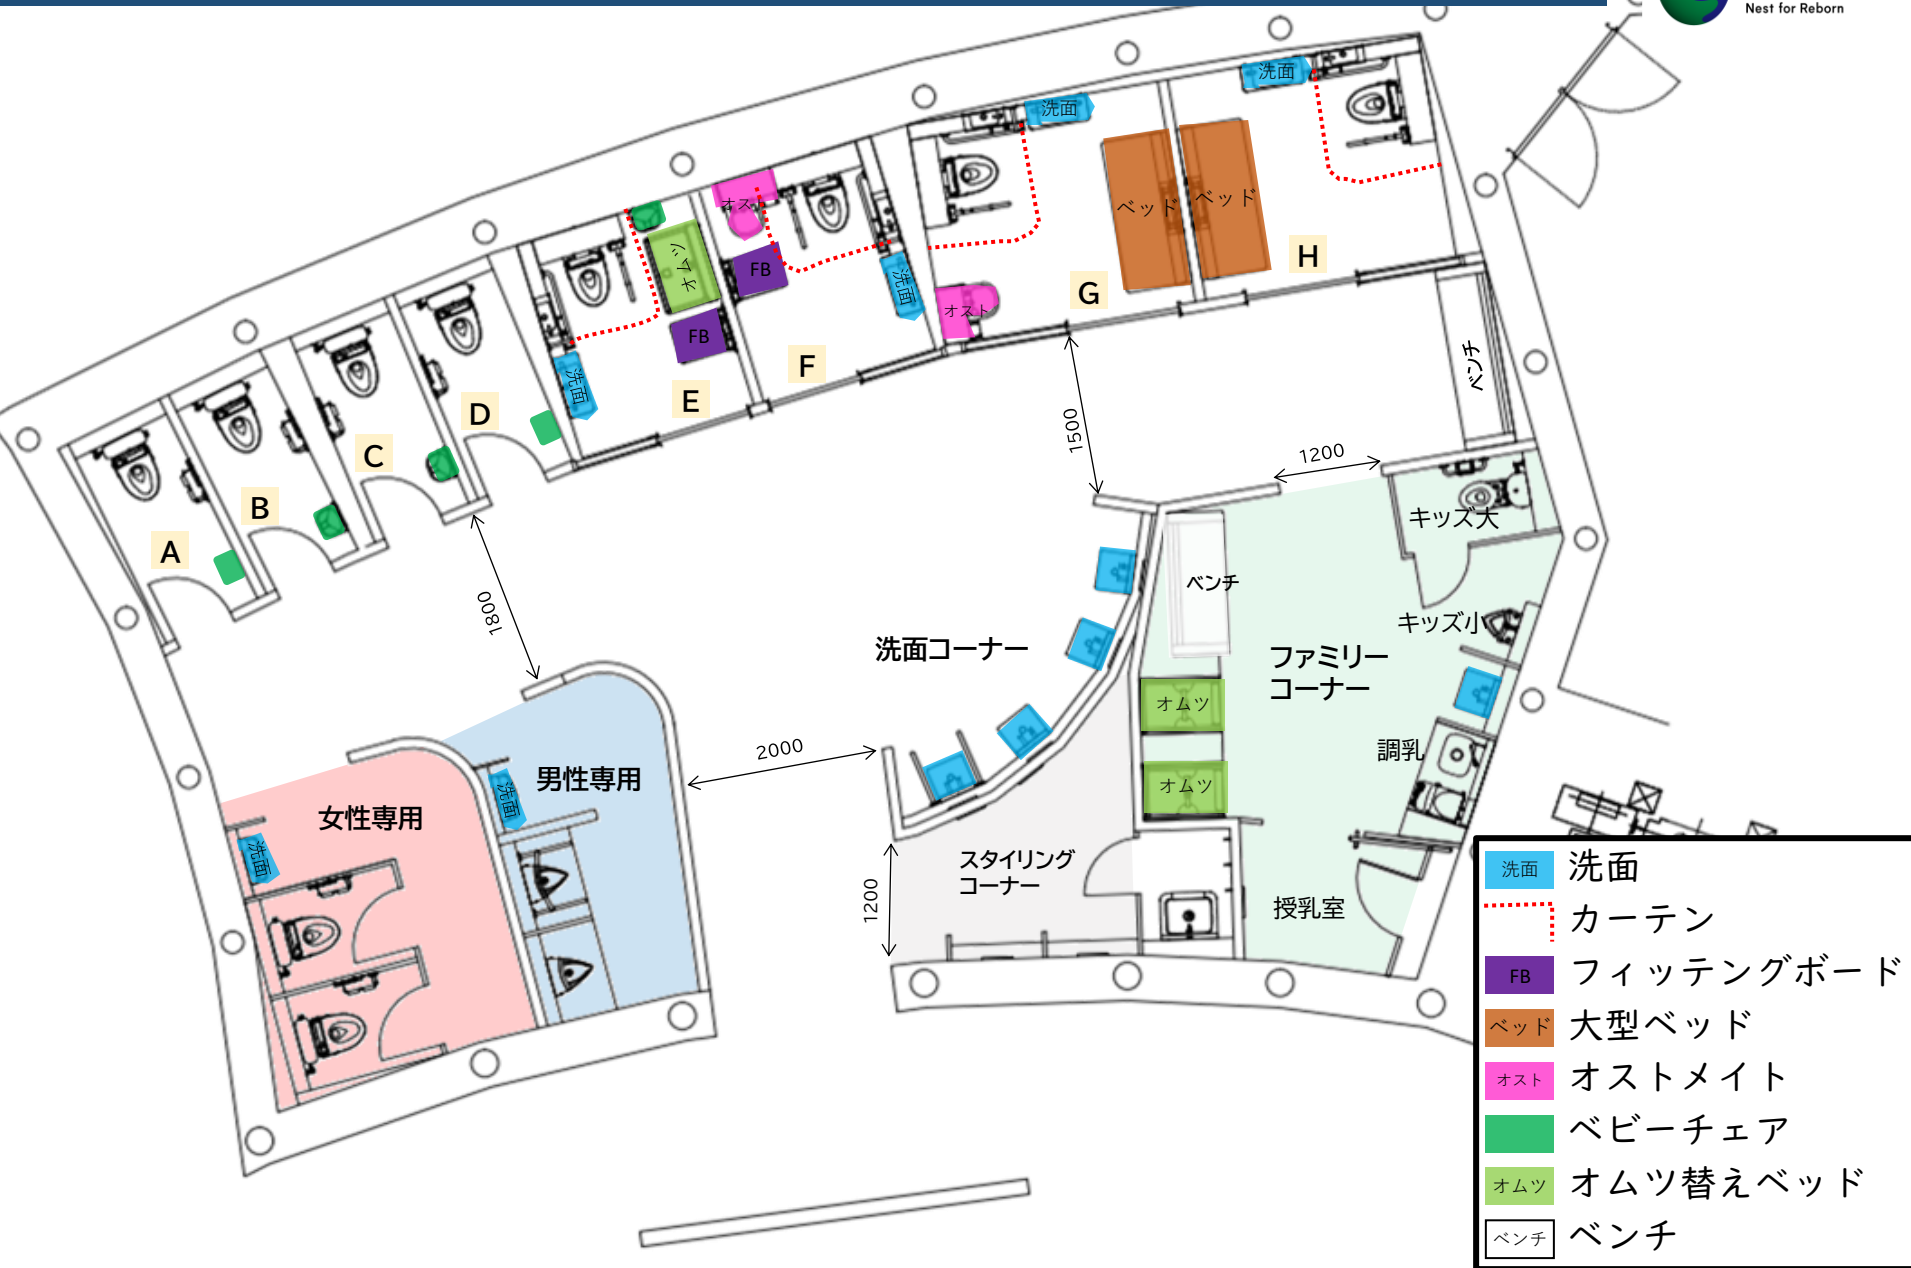 Nest for Reborn
洗面
洗面
ベッド
ベッド
オスト
オムツ
FB
FB
洗面
洗面
オスト
A
B
C
D
E
F
G
H
ベンチ
1500
1200
1800
2000
1200
キッズ大
キッズ小
ベンチ
洗面コーナー
ファミリー
コーナー
オムツ
オムツ
調乳
男性専用
女性専用
洗面
洗面
スタイリング
コーナー
授乳室
洗面 洗面
カーテン
FB フィッティングボード
ベッド 大型ベッド
オスト オストメイト
ベビーチェア
オムツ オムツ替えベッド
ベンチ ベンチ